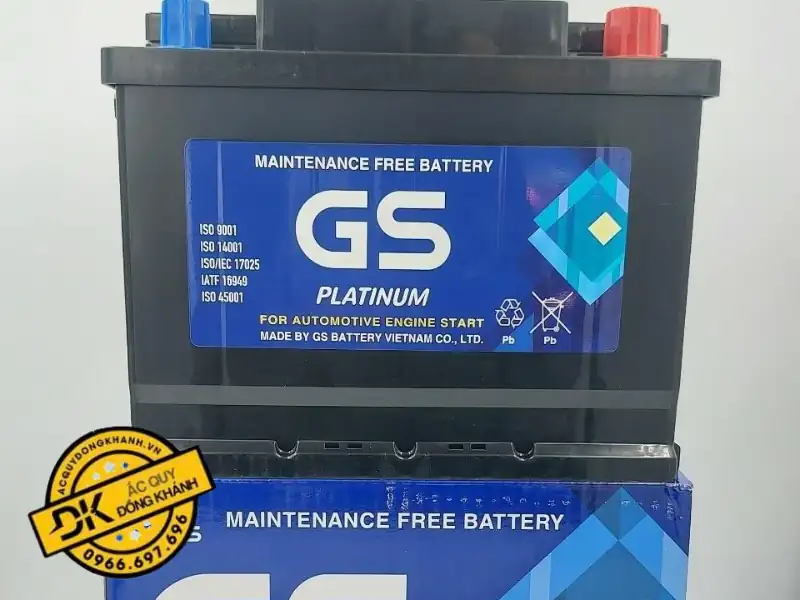 MAINTENANCE FREE BATTERY
GS
PLATINUM
ISO 9001
ISO 14001
ISO/IEC 17025
IATF 16949
ISO 45001
FOR AUTOMOTIVE ENGINE START
MADE BY GS BATTERY VIETNAM CO., LTD.
Pb
Pb
ACQUYDONGKHANH.VN
ĐK
ẮC QUY
ĐỒNG KHÁNH
0966.697.696
S
MAINTENANCE FREE BATTERY
GS